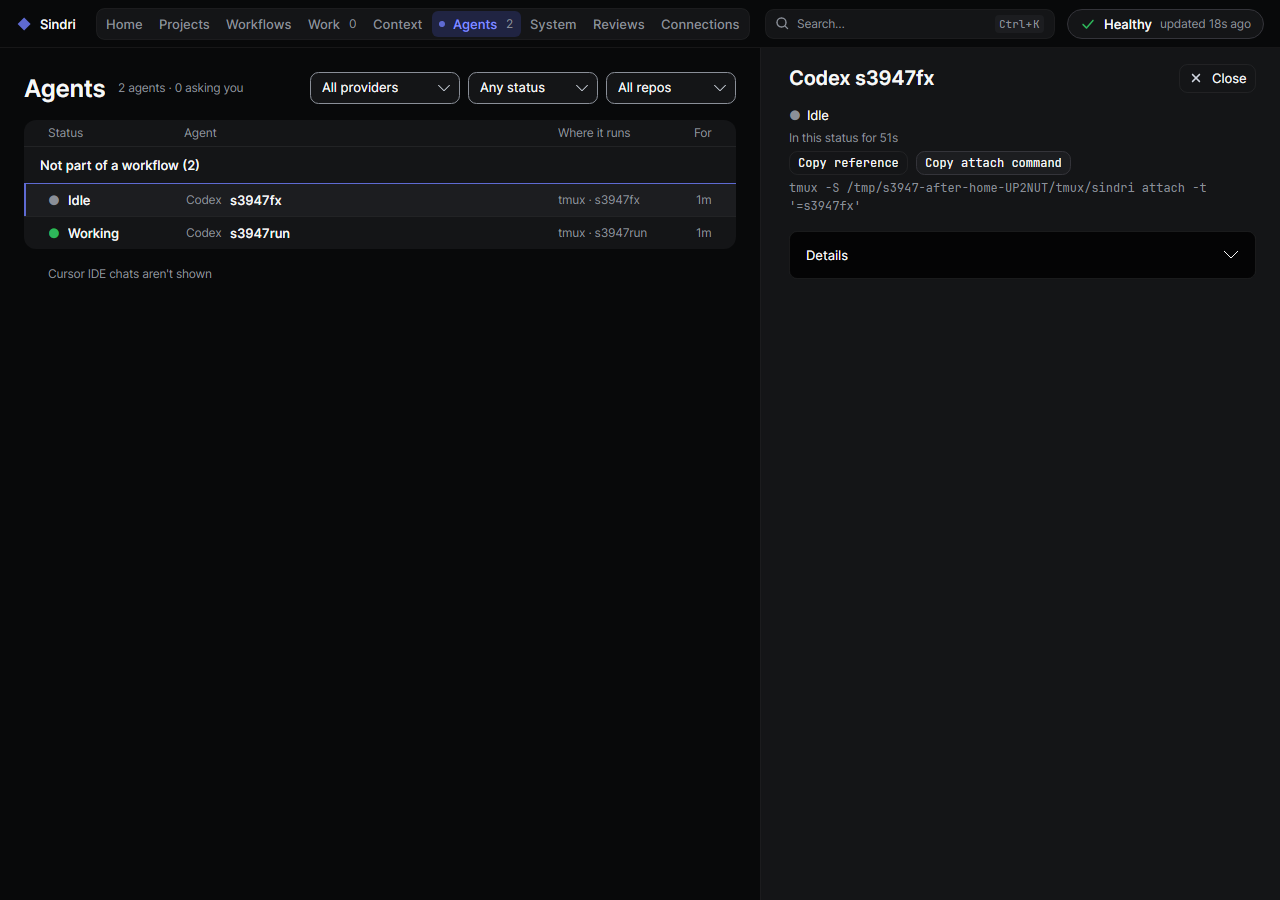 Sindri Home Projects Workflows Work 0 Context Agents 2 System Reviews Connections Search... Ctrl+K Healthy updated 18s ago
Agents 2 agents · 0 asking you All providers Any status All repos
Status Agent Where it runs For
Not part of a workflow (2)
Idle Codex s3947fx tmux · s3947fx 1m
Working Codex s3947run tmux · s3947run 1m
Cursor IDE chats aren't shown
Codex s3947fx Close
Idle
In this status for 51s
Copy reference Copy attach command
tmux -S /tmp/s3947-after-home-UP2NUT/tmux/sindri attach -t
'=s3947fx'
Details